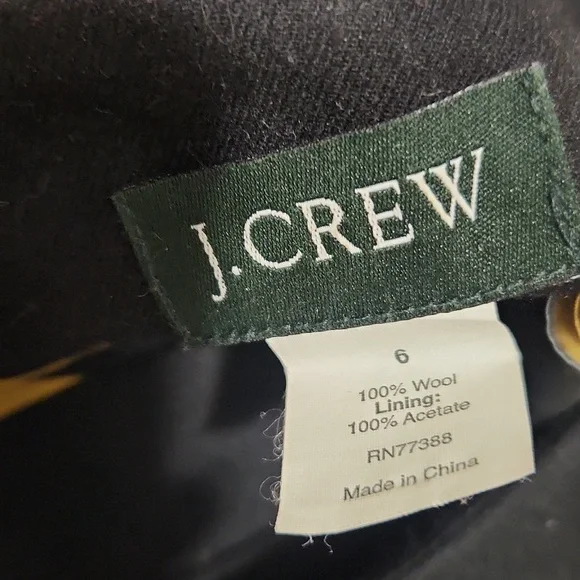 J.CREW
6
100% Wool
Lining:
100% Acetate
RN77388
Made in China